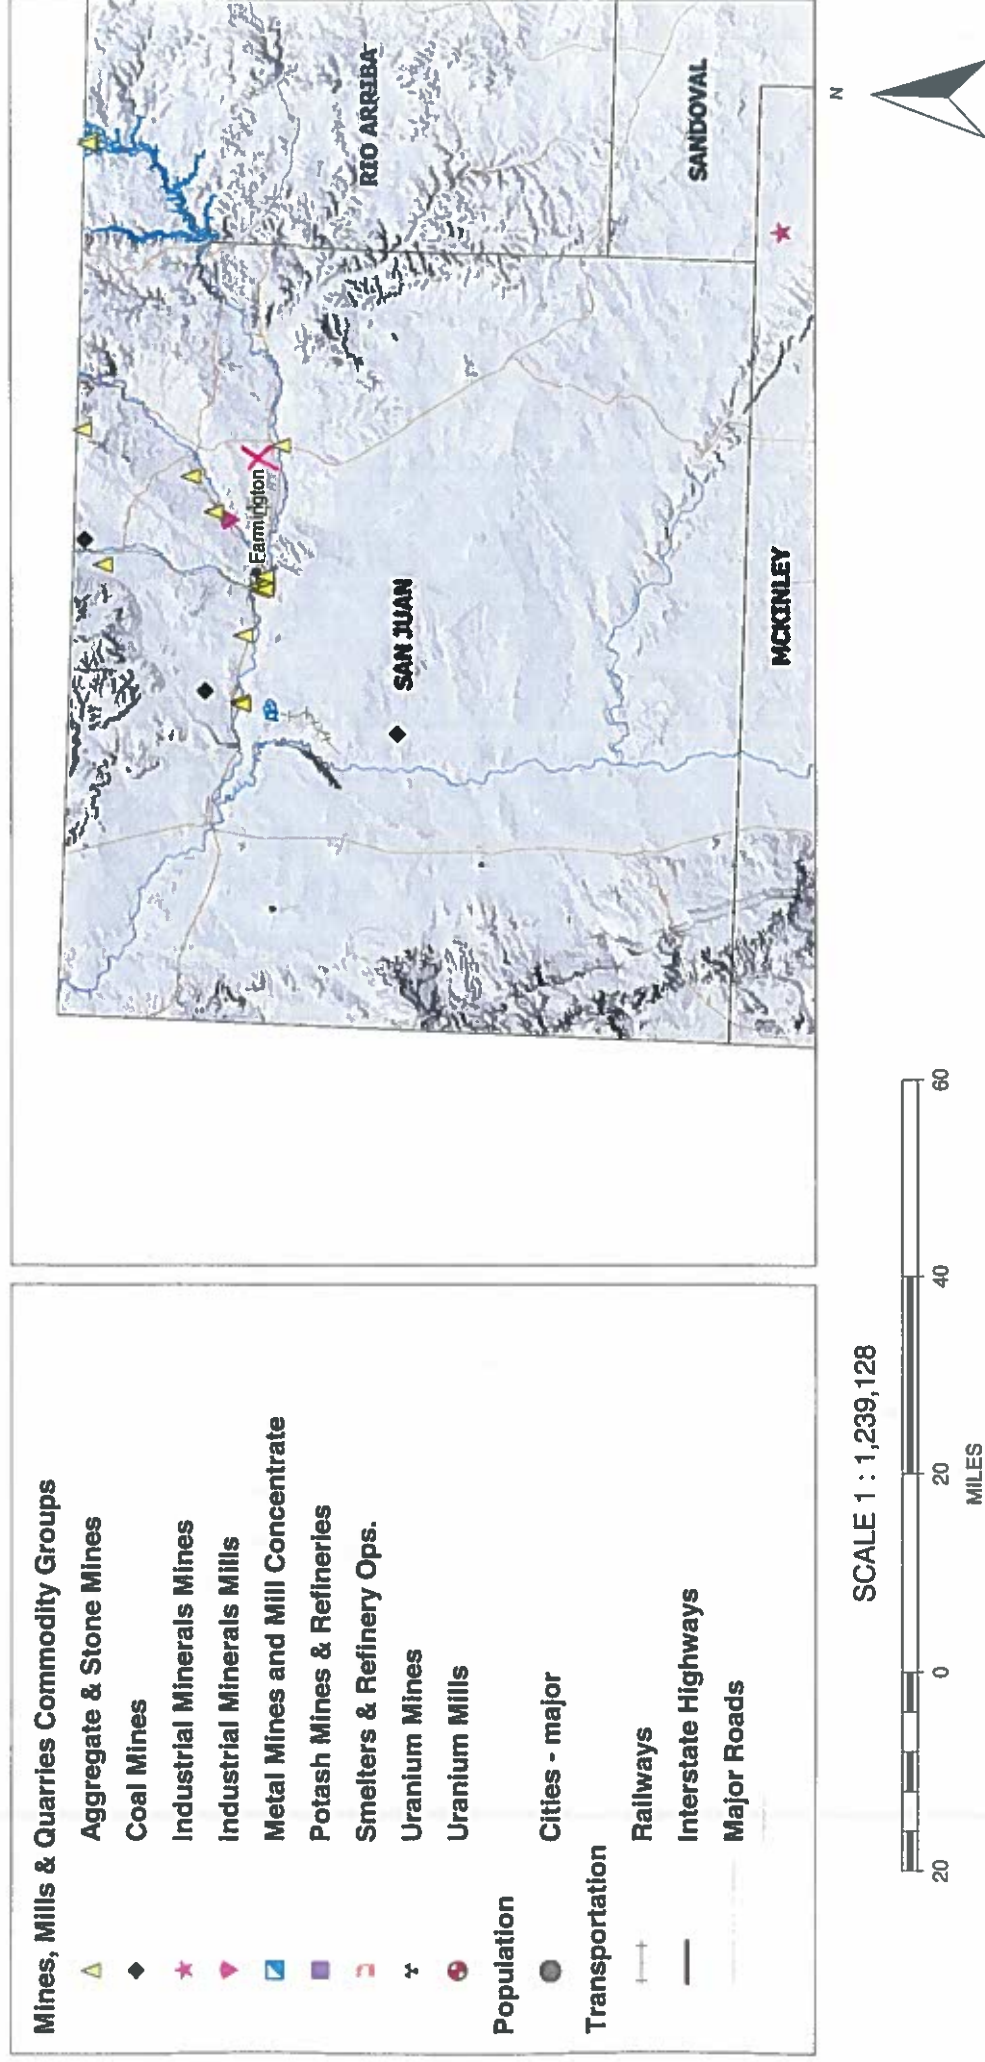 Mines, Mills & Quarries Commodity Groups
Aggregate & Stone Mines
Coal Mines
Industrial Minerals Mines
Industrial Minerals Mills
Metal Mines and Mill Concentrate
Potash Mines & Refineries
Smelters & Refinery Ops.
Uranium Mines
Uranium Mills
Population
Cities - major
Transportation
Railways
Interstate Highways
Major Roads
Farmington
SAN JUAN
RIO ARRIBA
SANDOVAL
MCKINLEY
SCALE 1 : 1,239,128
20 0 20 40 60
MILES
N